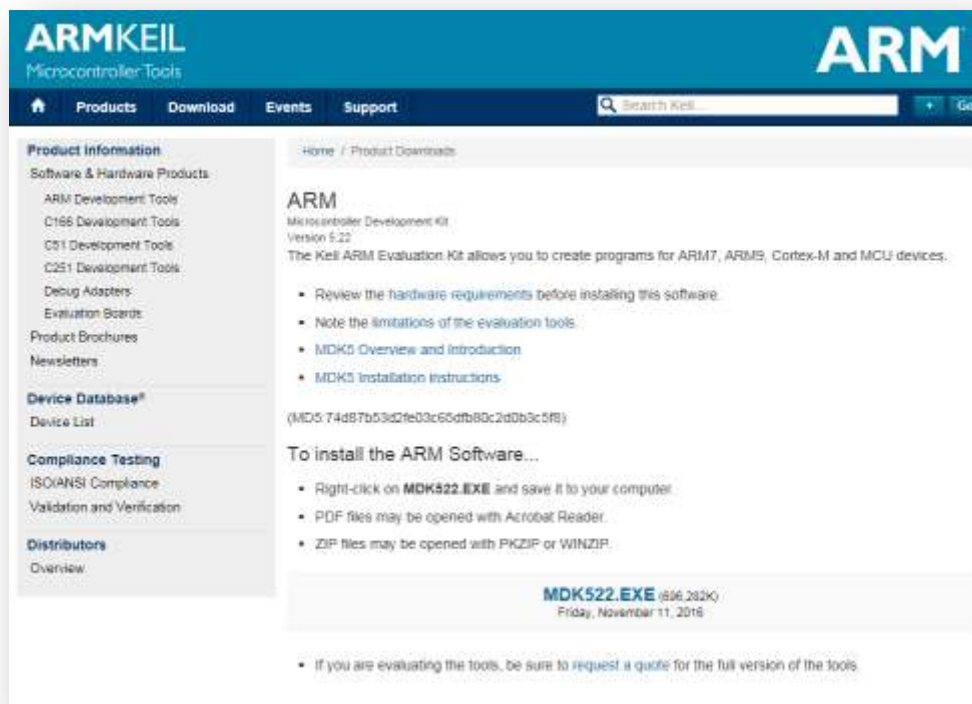 ARMKEIL
Microcontroller Tools
ARM
Products Download Events Support
Search Keil...
+
Product Information
Software & Hardware Products
ARM Development Tools
C166 Development Tools
C51 Development Tools
C251 Development Tools
Debug Adapters
Evaluation Boards
Product Brochures
Newsletters
Device Database®
Device List
Compliance Testing
ISO/ANSI Compliance
Validation and Verification
Distributors
Overview
Home / Product Downloads
ARM
Microcontroller Development Kit
Version 5.22
The Keil ARM Evaluation Kit allows you to create programs for ARM7, ARM9, Cortex-M and MCU devices.
• Review the hardware requirements before installing this software.
• Note the limitations of the evaluation tools.
• MDK5 Overview and Introduction
• MDK5 Installation instructions
To install the ARM Software...
• Right-click on MDK522.EXE and save it to your computer.
• PDF files may be opened with Acrobat Reader.
• ZIP files may be opened with PKZIP or WINZIP.
MDK522.EXE
Friday, November 11, 2016
• If you are evaluating the tools, be sure to request a quote for the full version of the tools.